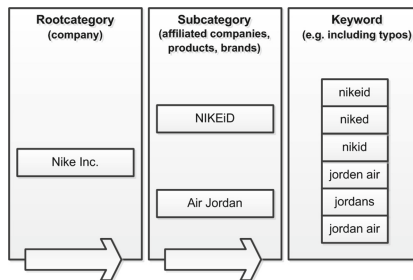 Rootcategory
(company)
Nike Inc.
Subcategory
(affiliated companies,
products, brands)
NIKEiD
Air Jordan
Keyword
(e.g. including typos)
nikeid
niked
nikid
jorden air
jordans
jordan air